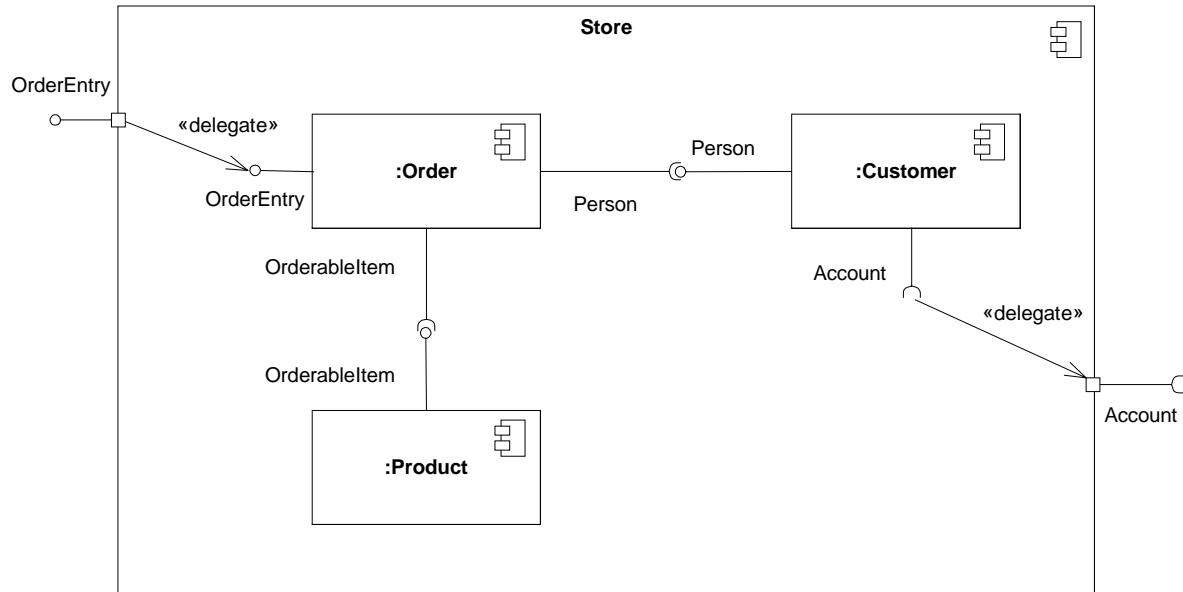 Store
OrderEntry
«delegate»
:Order
Person
:Customer
OrderEntry
Person
OrderableItem
Account
«delegate»
OrderableItem
Account
:Product